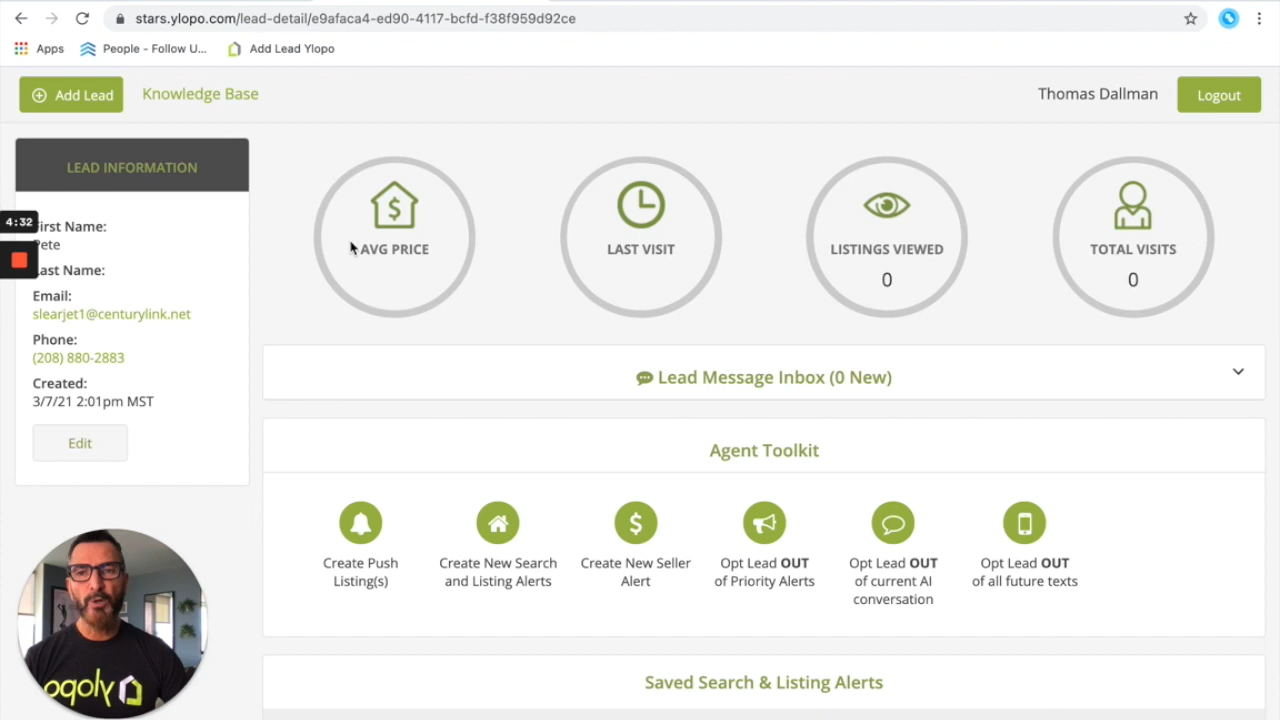 stars.ylopo.com/lead-detail/e9afaca4-ed90-4117-bcfd-f38f959d92ce
Apps
People - Follow U...
Add Lead Ylopo
Add Lead
Knowledge Base
Thomas Dallman
Logout
LEAD INFORMATION
4:32
irst Name:
Pete
ast Name:
Email:
slearjet1@centurylink.net
Phone:
(208) 880-2883
Created:
3/7/21 2:01pm MST
Edit
AVG PRICE
LAST VISIT
LISTINGS VIEWED
0
TOTAL VISITS
0
Lead Message Inbox (0 New)
Agent Toolkit
Create Push
Listing(s)
Create New Search
and Listing Alerts
Create New Seller
Alert
Opt Lead OUT
of Priority Alerts
Opt Lead OUT
of current AI
conversation
Opt Lead OUT
of all future texts
Saved Search & Listing Alerts